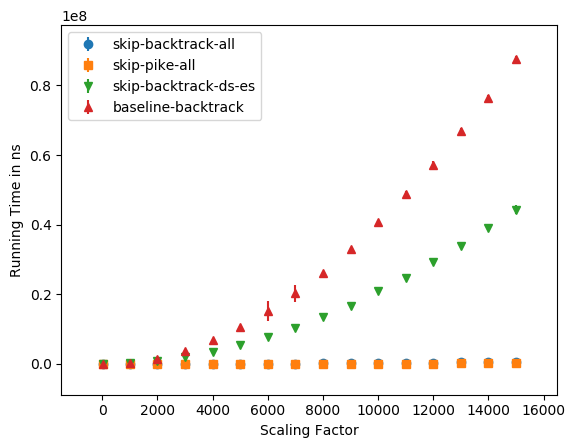 1e8
skip-backtrack-all
skip-pike-all
skip-backtrack-ds-es
baseline-backtrack
Running Time in ns
0.8
0.6
0.4
0.2
0.0
0 2000 4000 6000 8000 10000 12000 14000 16000
Scaling Factor